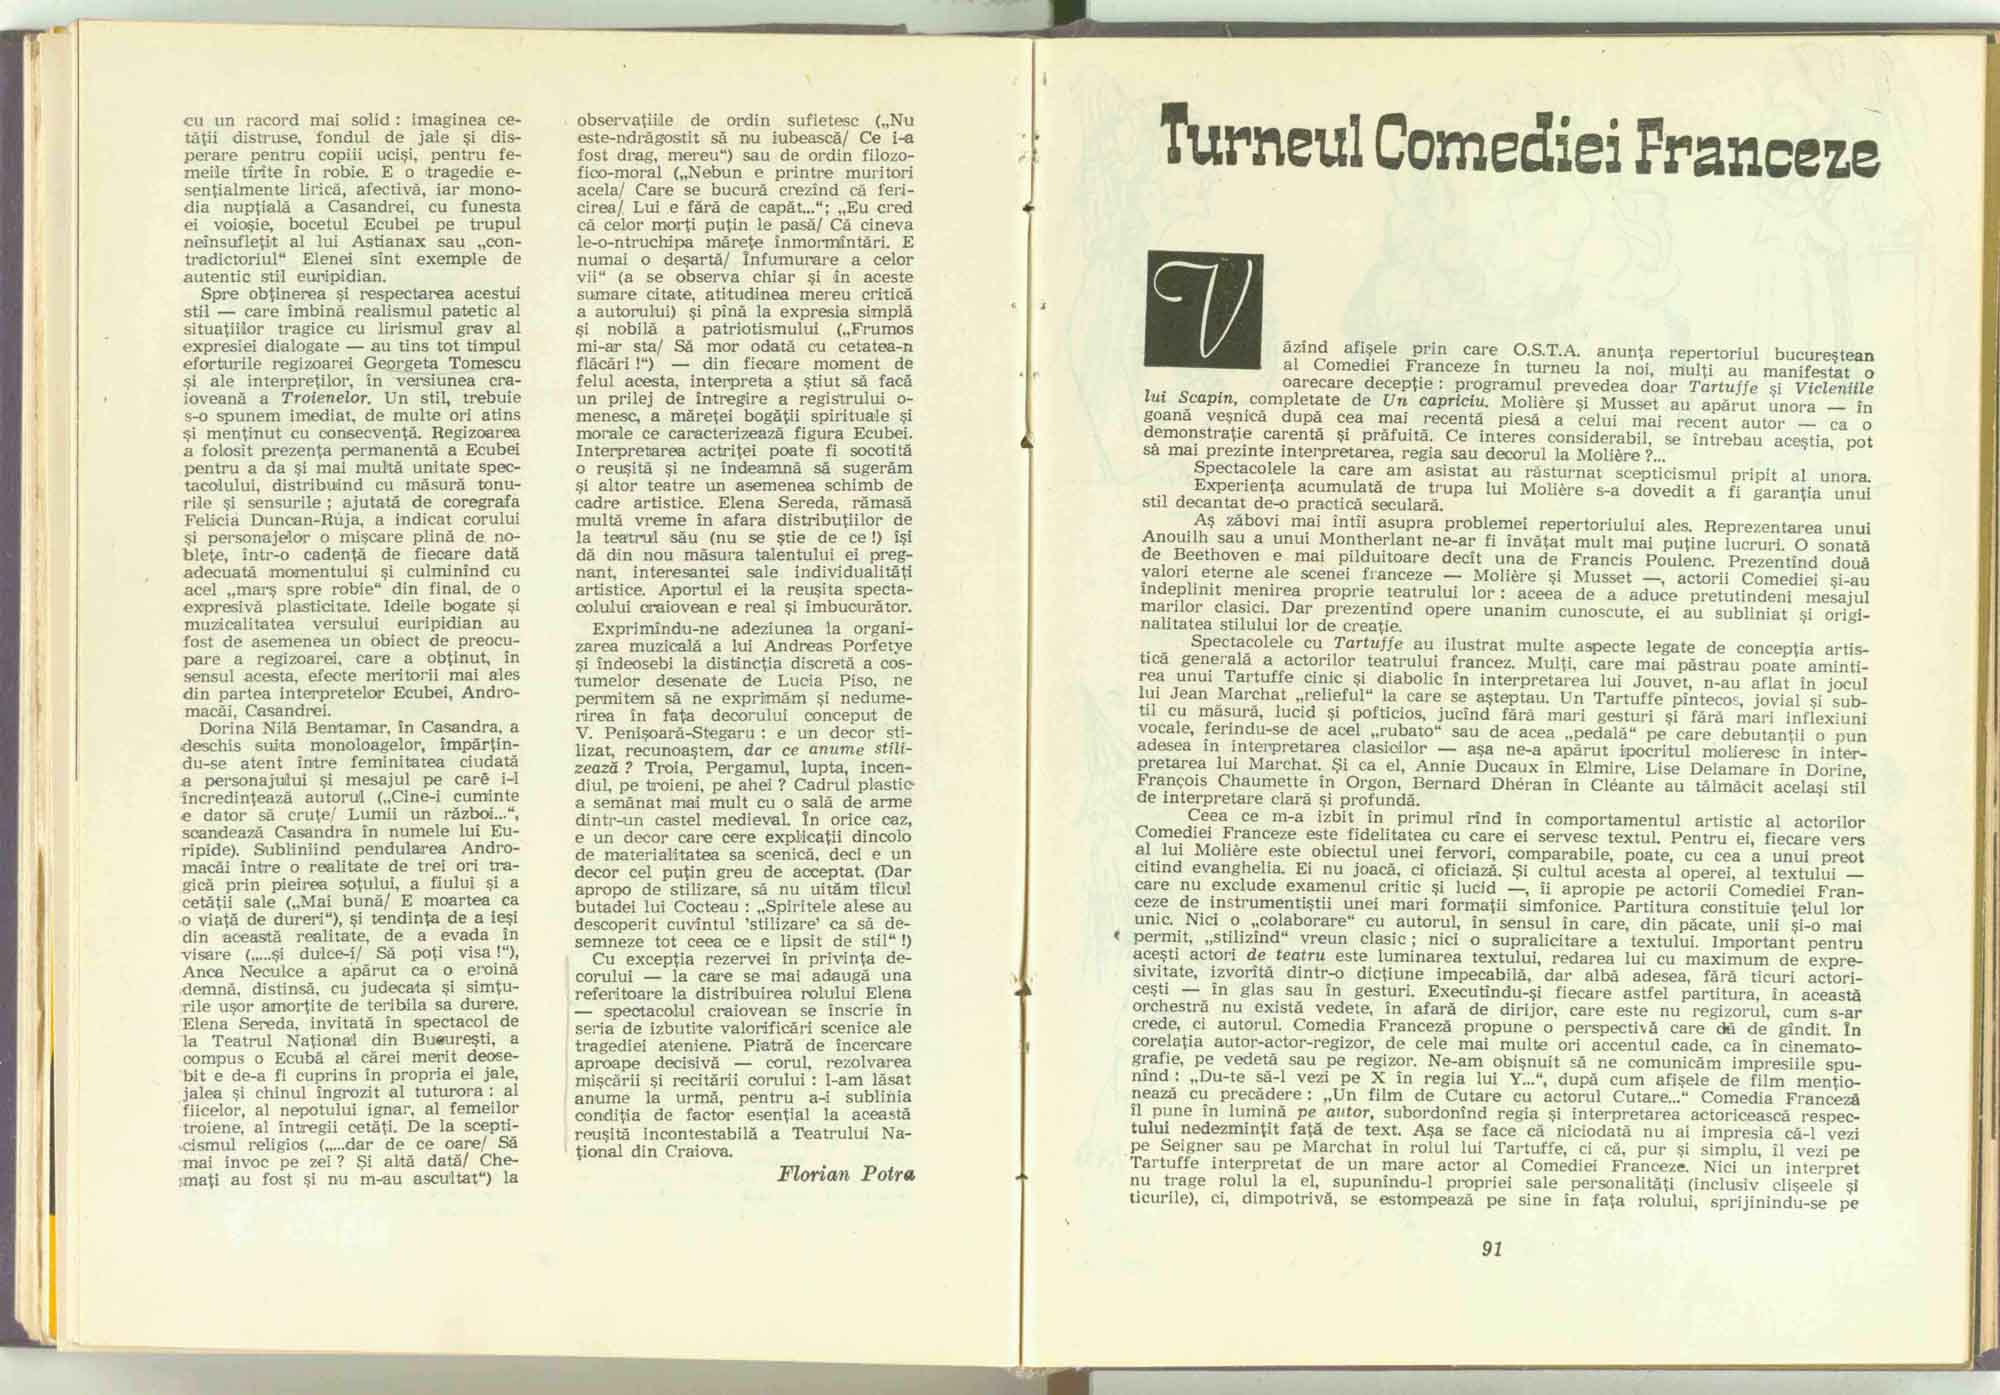 cu un racord mai solid : imaginea ce-
tății distruse, fondul de jale și dis-
perare pentru copiii uciși, pentru fe-
meile tîrîte în robie. E o tragedie e-
sențialmente lirică, afectivă, iar mono-
dia nupțială a Casandrei, cu funesta
ei voioșie, bocetul Ecubei pe trupul
neînsuflețit al lui Astianax sau „con-
tradictoriul“ Elenei sînt exemple de
autentic stil euripidian.
Spre obținerea și respectarea acestui
stil — care îmbină realismul patetic al
situațiilor tragice cu lirismul grav al
expresiei dialogate — au tins tot timpul
eforturile regizoarei Georgeta Tomescu
și ale interpreților, în versiunea cra-
ioveană a Troienelor. Un stil, trebuie
s-o spunem imediat, de multe ori atins
și menținut cu consecvență. Regizoarea
a folosit prezența permanentă a Ecubei
pentru a da și mai multă unitate spec-
tacolului, distribuind cu măsură tonu-
rile și sensurile ; ajutată de coregrafa
Felicia Duncan-Rúja, a indicat corului
și personajelor o mișcare plină de no-
blețe, într-o cadență de fiecare dată
adecuată momentului și culminînd cu
acel „marș spre robie“ din final, de o
expresivă plasticitate. Ideile bogate și
muzicalitatea versului euripidian au
fost de asemenea un obiect de preocu-
pare a regizoarei, care a obținut, în
sensul acesta, efecte meritorii mai ales
din partea interpretelor Ecubei, Andro-
macăi, Casandrei.
Dorina Nilă Bentamar, în Casandra, a
deschis suita monoloagelor, împărțin-
du-se atent între feminitatea ciudată
a personajului și mesajul pe care i-l
încredințează autorul („Cine-i cuminte
e dator să cruțe/ Lumii un război...“,
scandează Casandra în numele lui Eu-
ripide). Subliniind pendularea Andro-
macăi între o realitate de trei ori tra-
gică prin pieirea soțului, a fiului și a
cetății sale („Mai bună/ E moartea ca
o viață de dureri“), și tendința de a ieși
din această realitate, de a evada în
visare („...și dulce-i/ Să poți visa !“),
Anca Neculce a apărut ca o eroină
demnă, distinsă, cu judecata și simțu-
rile ușor amorțite de teribila sa durere.
Elena Sereda, invitată în spectacol de
la Teatrul Național din București, a
compus o Ecubă al cărei merit deose-
bit e de-a fi cuprins în propria ei jale,
jalea și chinul îngrozit al tuturora : al
fiicelor, al nepotului ignar, al femeilor
troiene, al întregii cetăți. De la scepti-
cismul religios („...dar de ce oare/ Să
mai invoc pe zei ? Și altă dată/ Che-
mați au fost și nu m-au ascultat“) la
observațiile de ordin sufletesc („Nu
este-ndrăgostit să nu iubească/ Ce i-a
fost drag, mereu“) sau de ordin filozo-
fico-moral („Nebun e printre muritori
acela/ Care se bucură crezînd că feri-
cirea/ Lui e fără de capăt...“; „Eu cred
că celor morți puțin le pasă/ Că cineva
le-o-ntruchipa mărețe înmormîntări. E
numai o deșartă/ Înfumurare a celor
vii“ (a se observa chiar și în aceste
sumare citate, atitudinea mereu critică
a autorului) și pînă la expresia simplă
și nobilă a patriotismului („Frumos
mi-ar sta/ Să mor odată cu cetatea-n
flăcări !“) — din fiecare moment de
felul acesta, interpreta a știut să facă
un prilej de întregire a registrului o-
menesc, a măreței bogății spirituale și
morale ce caracterizează figura Ecubei.
Interpretarea actriței poate fi socotită
o reușită și ne îndeamnă să sugerăm
și altor teatre un asemenea schimb de
cadre artistice. Elena Sereda, rămasă
multă vreme în afara distribuțiilor de
la teatrul său (nu se știe de ce !) își
dă din nou măsura talentului ei preg-
nant, interesantei sale individualități
artistice. Aportul ei la reușita specta-
colului craiovean e real și îmbucurător.
Exprimîndu-ne adeziunea la organi-
zarea muzicală a lui Andreas Porfetye
și îndeosebi la distincția discretă a cos-
tumelor desenate de Lucia Piso, ne
permitem să ne exprimăm și nedume-
rirea în fața decorului conceput de
V. Penișoară-Stegaru : e un decor sti-
lizat, recunoaștem, dar ce anume stili-
zează ? Troia, Pergamul, lupta, incen-
diul, pe troieni, pe ahei ? Cadrul plastic
a semănat mai mult cu o sală de arme
dintr-un castel medieval. În orice caz,
e un decor care cere explicații dincolo
de materialitatea sa scenică, deci e un
decor cel puțin greu de acceptat. (Dar
apropo de stilizare, să nu uităm tîlcul
butadei lui Cocteau : „Spiritele alese au
descoperit cuvîntul 'stilizare' ca să de-
semneze tot ceea ce e lipsit de stil“ !)
Cu excepția rezervei în privința de-
corului — la care se mai adaugă una
referitoare la distribuirea rolului Elena
— spectacolul craiovean se înscrie în
seria de izbutite valorificări scenice ale
tragediei ateniene. Piatră de încercare
aproape decisivă — corul, rezolvarea
mișcării și recitării corului : l-am lăsat
anume la urmă, pentru a-i sublinia
condiția de factor esențial la această
reușită incontestabilă a Teatrului Na-
țional din Craiova.
Florian Potra
Turneul Comediei Franceze
Văzînd afișele prin care O.S.T.A. anunța repertoriul bucureștean
al Comediei Franceze în turneu la noi, mulți au manifestat o
oarecare decepție : programul prevedea doar Tartuffe și Vicleniile
lui Scapin, completate de Un capriciu. Molière și Musset au apărut unora — în
goană veșnică după cea mai recentă piesă a celui mai recent autor — ca o
demonstrație carentă și prăfuită. Ce interes considerabil, se întrebau aceștia, pot
să mai prezinte interpretarea, regia sau decorul la Molière ?...
Spectacolele la care am asistat au răsturnat scepticismul pripit al unora.
Experiența acumulată de trupa lui Molière s-a dovedit a fi garanția unui
stil decantat de-o practică seculară.
Aș zăbovi mai întîi asupra problemei repertoriului ales. Reprezentarea unui
Anouilh sau a unui Montherlant ne-ar fi învățat mult mai puține lucruri. O sonată
de Beethoven e mai pilduitoare decît una de Francis Poulenc. Prezentînd două
valori eterne ale scenei franceze — Molière și Musset —, actorii Comediei și-au
îndeplinit menirea proprie teatrului lor : aceea de a aduce pretutindeni mesajul
marilor clasici. Dar prezentînd opere unanim cunoscute, ei au subliniat și origi-
nalitatea stilului lor de creație.
Spectacolele cu Tartuffe au ilustrat multe aspecte legate de concepția artis-
tică generală a actorilor teatrului francez. Mulți, care mai păstrau poate aminti-
rea unui Tartuffe cinic și diabolic în interpretarea lui Jouvet, n-au aflat în jocul
lui Jean Marchat „relieful“ la care se așteptau. Un Tartuffe pîntecos, jovial și sub-
til cu măsură, lucid și pofticios, jucînd fără mari gesturi și fără mari inflexiuni
vocale, ferindu-se de acel „rubato“ sau de acea „pedală“ pe care debutanții o pun
adesea în interpretarea clasicilor — așa ne-a apărut ipocritul molieresc în inter-
pretarea lui Marchat. Și ca el, Annie Ducaux în Elmire, Lise Delamare în Dorine,
François Chaumette în Orgon, Bernard Dhéran în Cléante au tălmăcit același stil
de interpretare clară și profundă.
Ceea ce m-a izbit în primul rînd în comportamentul artistic al actorilor
Comediei Franceze este fidelitatea cu care ei servesc textul. Pentru ei, fiecare vers
al lui Molière este obiectul unei fervori, comparabile, poate, cu cea a unui preot
citind evanghelia. Ei nu joacă, ci oficiază. Și cultul acesta al operei, al textului —
care nu exclude examenul critic și lucid —, îi apropie pe actorii Comediei Fran-
ceze de instrumentiștii unei mari formații simfonice. Partitura constituie țelul lor
unic. Nici o „colaborare“ cu autorul, în sensul în care, din păcate, unii și-o mai
permit, „stilizînd“ vreun clasic ; nici o supralicitare a textului. Important pentru
acești actori de teatru este luminarea textului, redarea lui cu maximum de expre-
sivitate, izvorîtă dintr-o dicțiune impecabilă, dar albă adesea, fără ticuri actori-
cești — în glas sau în gesturi. Executîndu-și fiecare astfel partitura, în această
orchestră nu există vedete, în afară de dirijor, care este nu regizorul, cum s-ar
crede, ci autorul. Comedia Franceză propune o perspectivă care dă de gîndit. În
corelația autor-actor-regizor, de cele mai multe ori accentul cade, ca în cinemato-
grafie, pe vedetă sau pe regizor. Ne-am obișnuit să ne comunicăm impresiile spu-
nînd : „Du-te să-l vezi pe X în regia lui Y...“, după cum afișele de film mențio-
nează cu precădere : „Un film de Cutare cu actorul Cutare...“ Comedia Franceză
îl pune în lumină pe autor, subordonînd regia și interpretarea actoricească respec-
tului nedezmințit față de text. Așa se face că niciodată nu ai impresia că-l vezi
pe Seigner sau pe Marchat în rolul lui Tartuffe, ci că, pur și simplu, îl vezi pe
Tartuffe interpretat de un mare actor al Comediei Franceze. Nici un interpret
nu trage rolul la el, supunîndu-l propriei sale personalități (inclusiv clișeele și
ticurile), ci, dimpotrivă, se estompează pe sine în fața rolului, sprijinindu-se pe
91